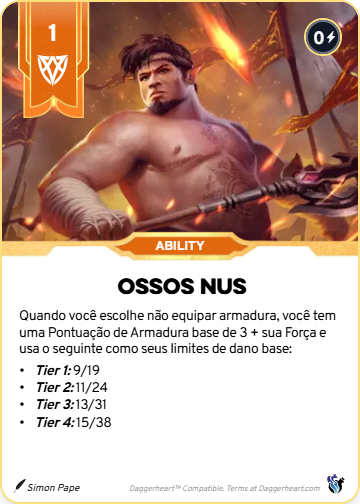 1
0
ABILITY
OSSOS NUS
Quando você escolhe não equipar armadura, você tem
uma Pontuação de Armadura base de 3 + sua Força e
usa o seguinte como seus limites de dano base:
• Tier 1: 9/19
• Tier 2: 11/24
• Tier 3: 13/31
• Tier 4: 15/38
Simon Pape
Daggerheart™ Compatible. Terms at Daggerheart.com